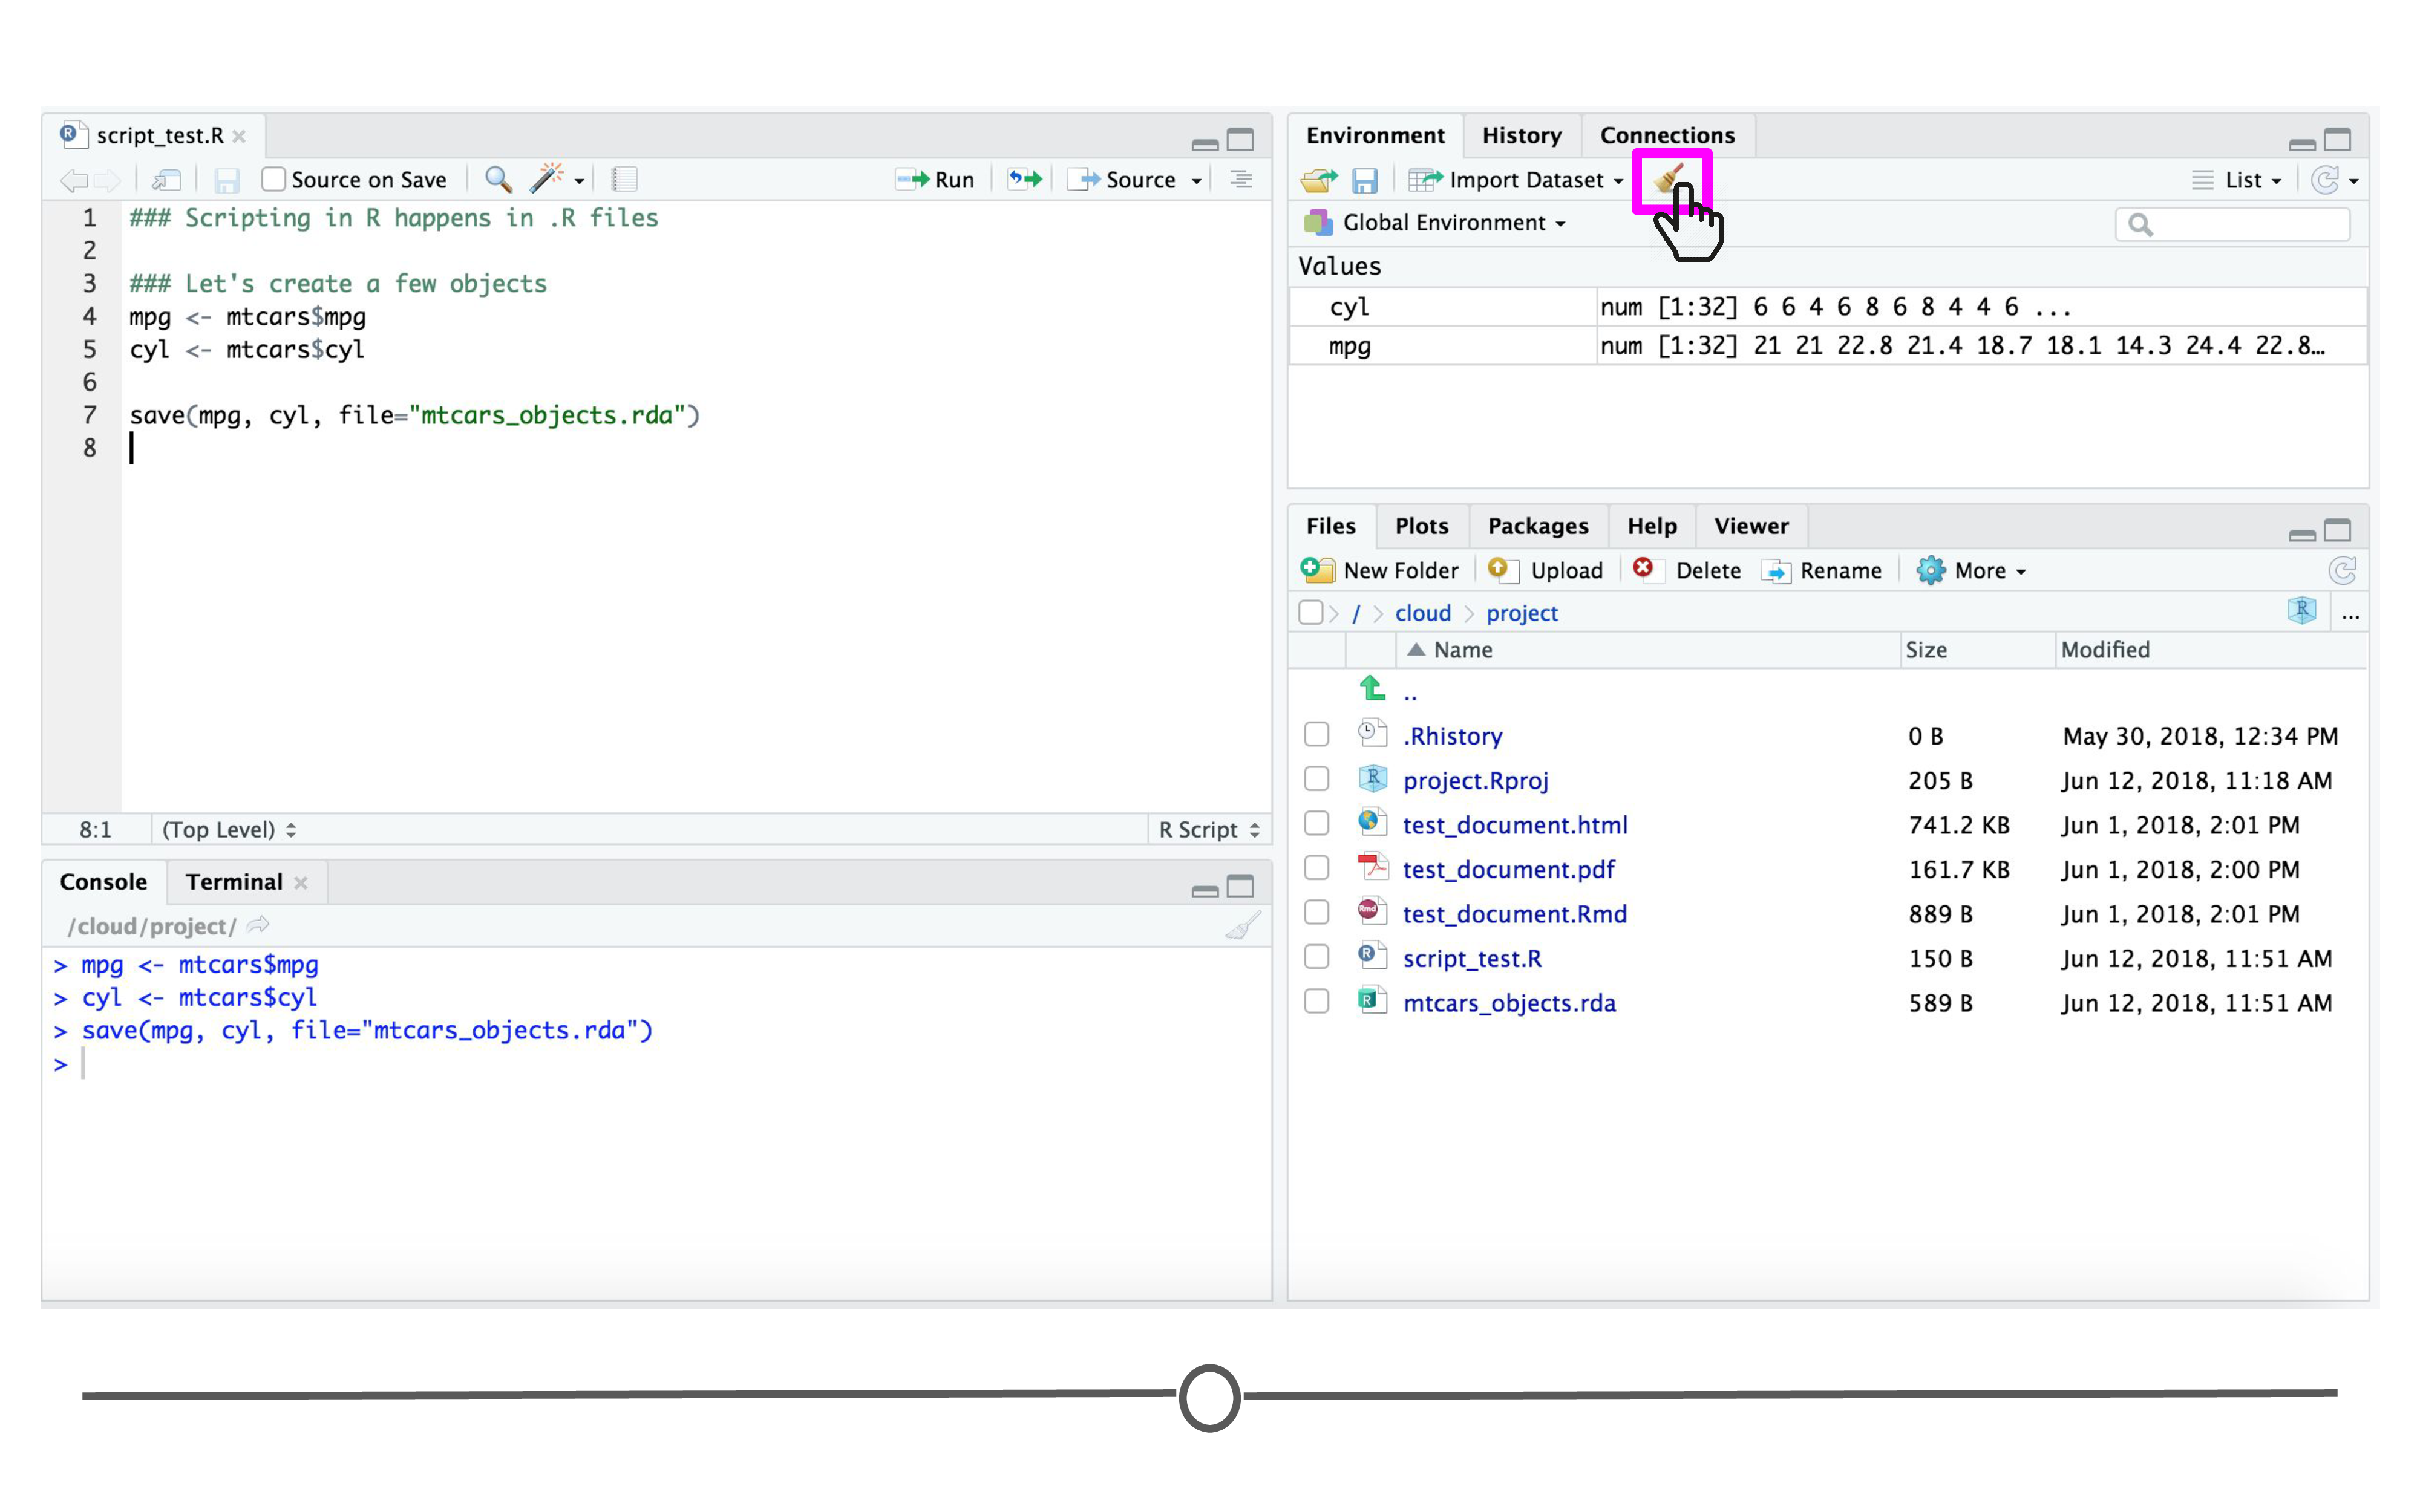 script_test.R
Source on Save
Run
Source
1 ### Scripting in R happens in .R files
2
3 ### Let's create a few objects
4 mpg <- mtcars$mpg
5 cyl <- mtcars$cyl
6
7 save(mpg, cyl, file="mtcars_objects.rda")
8
8:1 (Top Level) R Script
Console Terminal
/cloud/project/
> mpg <- mtcars$mpg
> cyl <- mtcars$cyl
> save(mpg, cyl, file="mtcars_objects.rda")
>
Environment History Connections
Import Dataset List
Global Environment
Values
cyl num [1:32] 6 6 4 6 8 6 8 4 4 6 ...
mpg num [1:32] 21 21 22.8 21.4 18.7 18.1 14.3 24.4 22.8…
Files Plots Packages Help Viewer
New Folder Upload Delete Rename More
/ cloud project ...
Name Size Modified
..
.Rhistory 0 B May 30, 2018, 12:34 PM
project.Rproj 205 B Jun 12, 2018, 11:18 AM
test_document.html 741.2 KB Jun 1, 2018, 2:01 PM
test_document.pdf 161.7 KB Jun 1, 2018, 2:00 PM
test_document.Rmd 889 B Jun 1, 2018, 2:01 PM
script_test.R 150 B Jun 12, 2018, 11:51 AM
mtcars_objects.rda 589 B Jun 12, 2018, 11:51 AM